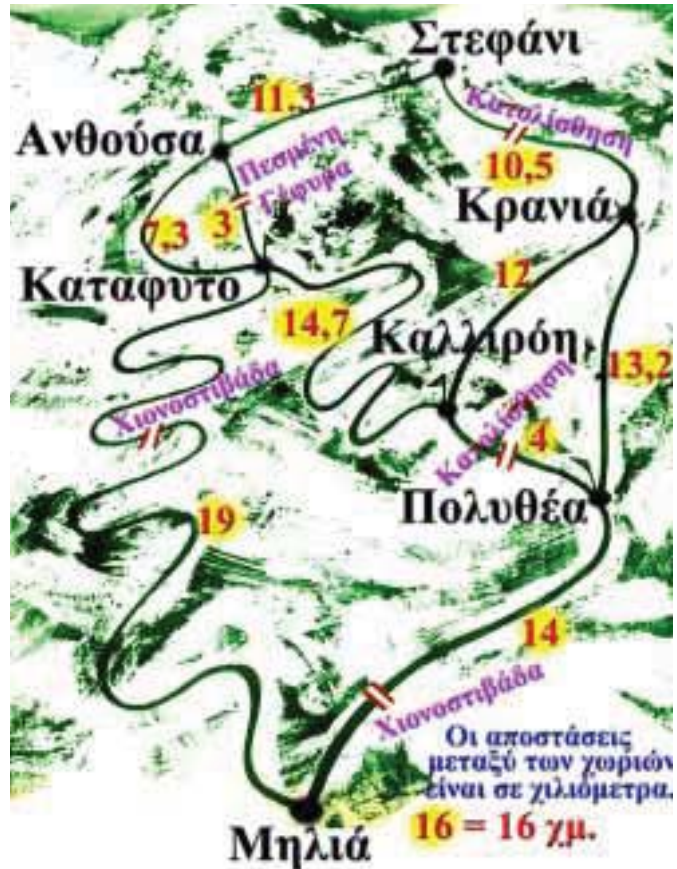 Στεφάνι
11,3
Κατολίσθηση
Ανθούσα
Πεσμένη
Γέφυρα
10,5
Κρανιά
7,3
3
Καταφυτο
12
14,7
Καλλιρόη
13,2
Χιονοστιβάδα
Κατολίσθηση
4
Πολυθέα
19
14
Χιονοστιβάδα
Οι αποστάσεις
μεταξύ των χωριών
είναι σε χιλιόμετρα.
16 = 16 χμ.
Μηλιά